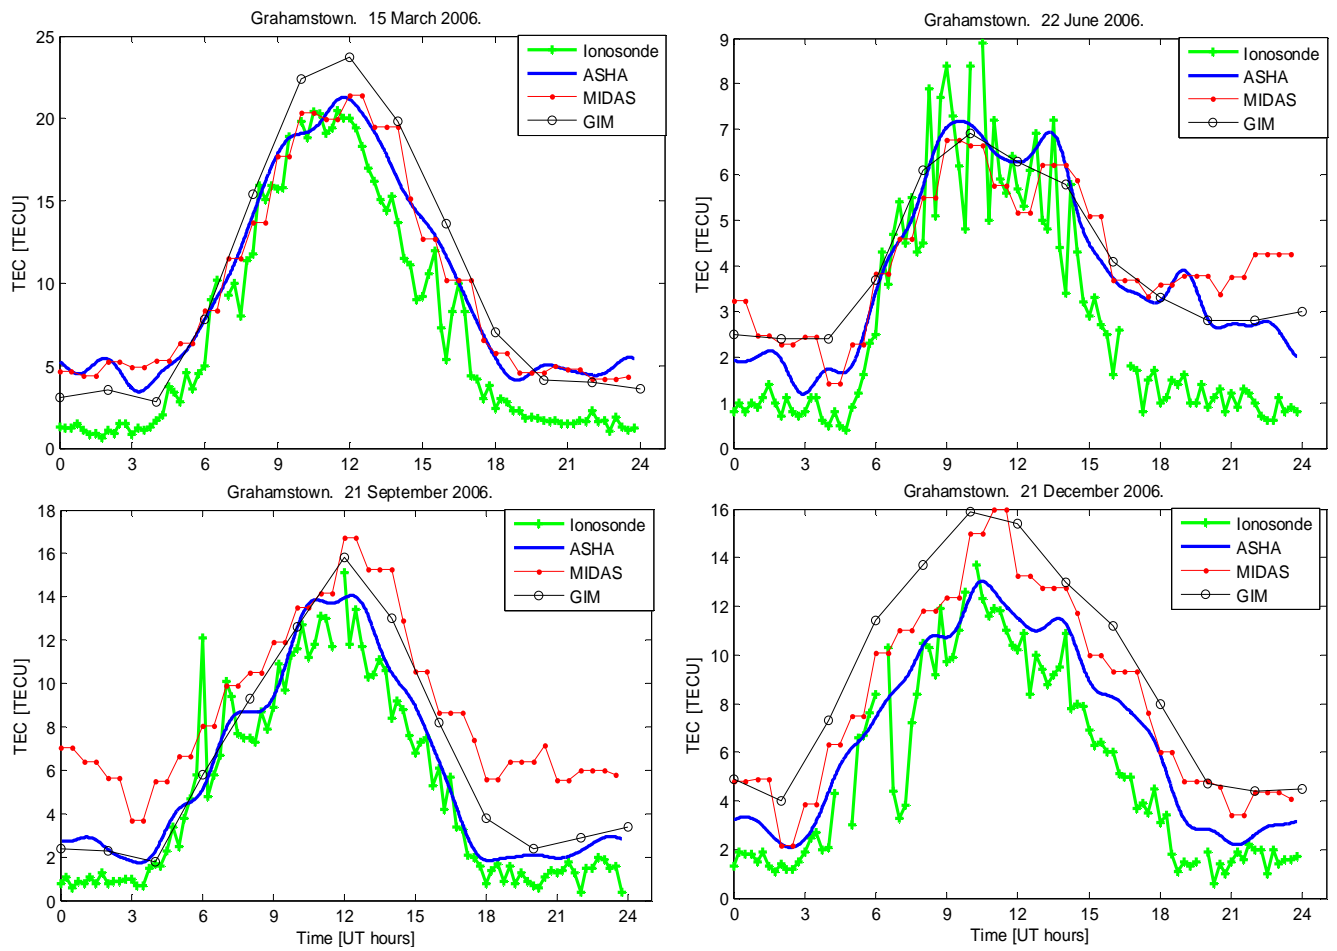 Grahamstown.  15 March 2006.
25
20
15
10
5
0
TEC [TECU]
0 3 6 9 12 15 18 21 24
Ionosonde
ASHA
MIDAS
GIM
Grahamstown.  22 June 2006.
9
8
7
6
5
4
3
2
1
0
TEC [TECU]
0 3 6 9 12 15 18 21 24
Ionosonde
ASHA
MIDAS
GIM
Grahamstown.  21 September 2006.
18
16
14
12
10
8
6
4
2
0
TEC [TECU]
0 3 6 9 12 15 18 21 24
Time [UT hours]
Ionosonde
ASHA
MIDAS
GIM
Grahamstown.  21 December 2006.
16
14
12
10
8
6
4
2
0
TEC [TECU]
0 3 6 9 12 15 18 21 24
Time [UT hours]
Ionosonde
ASHA
MIDAS
GIM